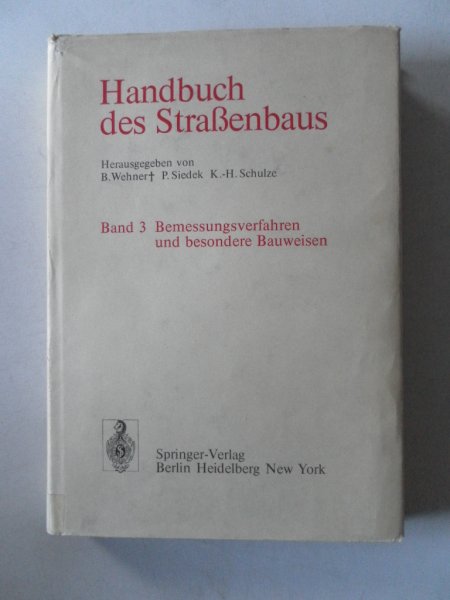 Handbuch
des Straßenbaus
Herausgegeben von
B. Wehner† P. Siedek K.-H. Schulze
Band 3 Bemessungsverfahren
und besondere Bauweisen
Springer-Verlag
Berlin Heidelberg New York